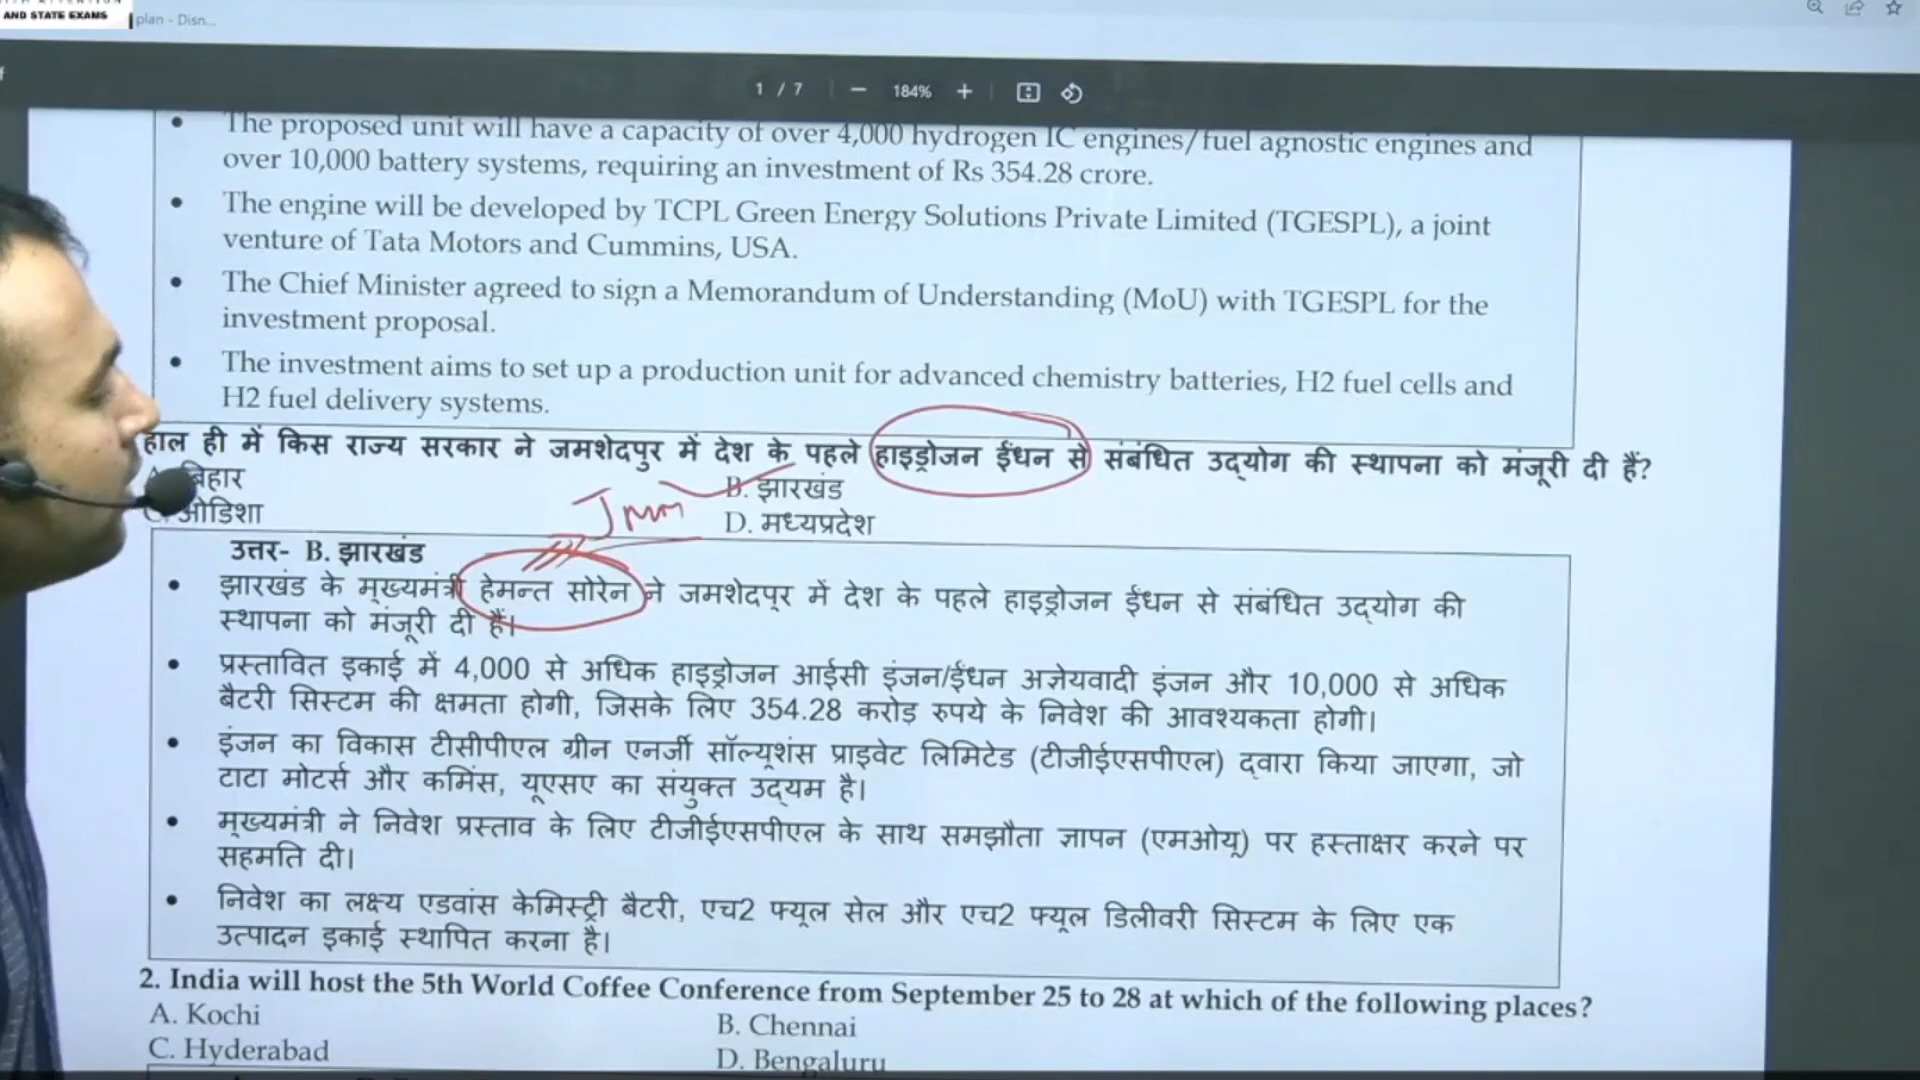 AND STATE EXAMS
plan - Disn...
1 / 7
184%
The proposed unit will have a capacity of over 4,000 hydrogen IC engines/fuel agnostic engines and
over 10,000 battery systems, requiring an investment of Rs 354.28 crore.
The engine will be developed by TCPL Green Energy Solutions Private Limited (TGESPL), a joint
venture of Tata Motors and Cummins, USA.
The Chief Minister agreed to sign a Memorandum of Understanding (MoU) with TGESPL for the
investment proposal.
The investment aims to set up a production unit for advanced chemistry batteries, H2 fuel cells and
H2 fuel delivery systems.
हाल ही में किस राज्य सरकार ने जमशेदपुर में देश के पहले हाइड्रोजन ईंधन से संबंधित उद्योग की स्थापना को मंजूरी दी हैं?
बिहार
B. झारखंड
Jmm
ओडिशा
D. मध्यप्रदेश
उत्तर- B. झारखंड
झारखंड के मुख्यमंत्री हेमन्त सोरेन ने जमशेदपुर में देश के पहले हाइड्रोजन ईंधन से संबंधित उद्योग की
स्थापना को मंजूरी दी हैं।
प्रस्तावित इकाई में 4,000 से अधिक हाइड्रोजन आईसी इंजन/ईंधन अज्ञेयवादी इंजन और 10,000 से अधिक
बैटरी सिस्टम की क्षमता होगी, जिसके लिए 354.28 करोड़ रुपये के निवेश की आवश्यकता होगी।
इंजन का विकास टीसीपीएल ग्रीन एनर्जी सॉल्यूशंस प्राइवेट लिमिटेड (टीजीईएसपीएल) द्वारा किया जाएगा, जो
टाटा मोटर्स और कमिंस, यूएसए का संयुक्त उद्यम है।
मुख्यमंत्री ने निवेश प्रस्ताव के लिए टीजीईएसपीएल के साथ समझौता ज्ञापन (एमओयू) पर हस्ताक्षर करने पर
सहमति दी।
निवेश का लक्ष्य एडवांस केमिस्ट्री बैटरी, एच2 फ्यूल सेल और एच2 फ्यूल डिलीवरी सिस्टम के लिए एक
उत्पादन इकाई स्थापित करना है।
2. India will host the 5th World Coffee Conference from September 25 to 28 at which of the following places?
A. Kochi
B. Chennai
C. Hyderabad
D. Bengaluru